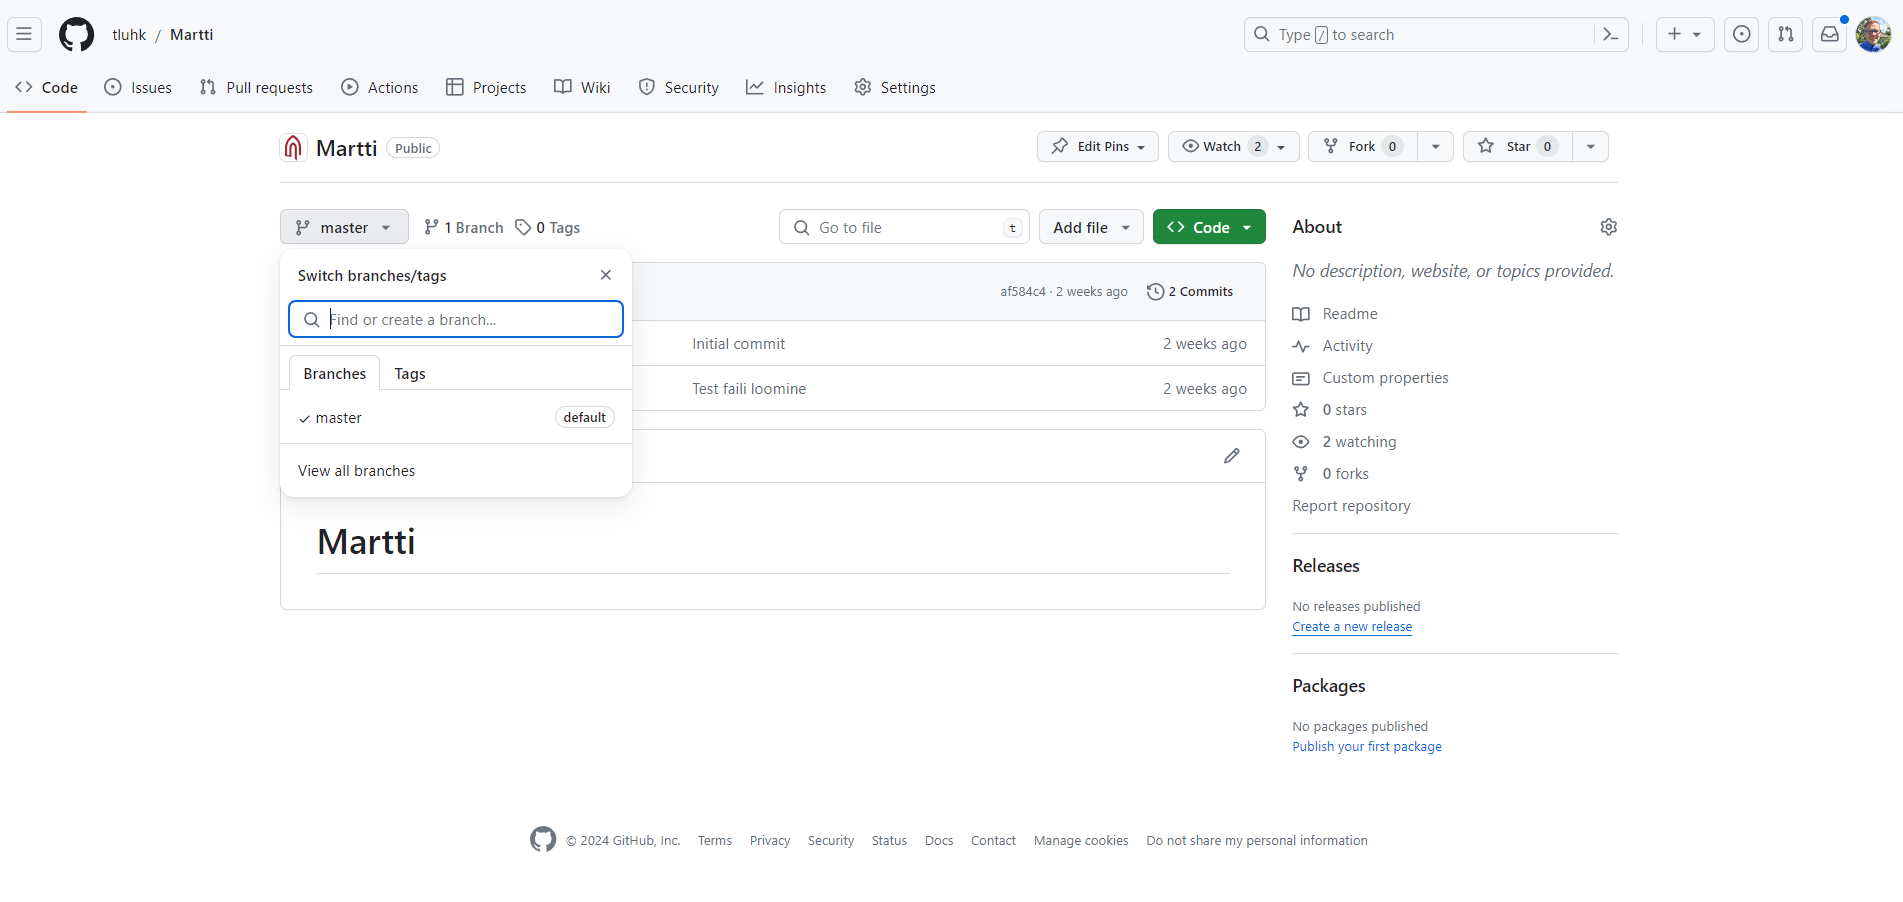 tluhk / Martti
Type / to search
Code Issues Pull requests Actions Projects Wiki Security Insights Settings
Martti Public
Edit Pins Watch 2 Fork 0 Star 0
master 1 Branch 0 Tags
Go to file t Add file Code
Switch branches/tags
Find or create a branch...
Branches Tags
master default
View all branches
af584c4 · 2 weeks ago 2 Commits
Initial commit 2 weeks ago
Test faili loomine 2 weeks ago
Martti
About
No description, website, or topics provided.
Readme
Activity
Custom properties
0 stars
2 watching
0 forks
Report repository
Releases
No releases published
Create a new release
Packages
No packages published
Publish your first package
© 2024 GitHub, Inc. Terms Privacy Security Status Docs Contact Manage cookies Do not share my personal information